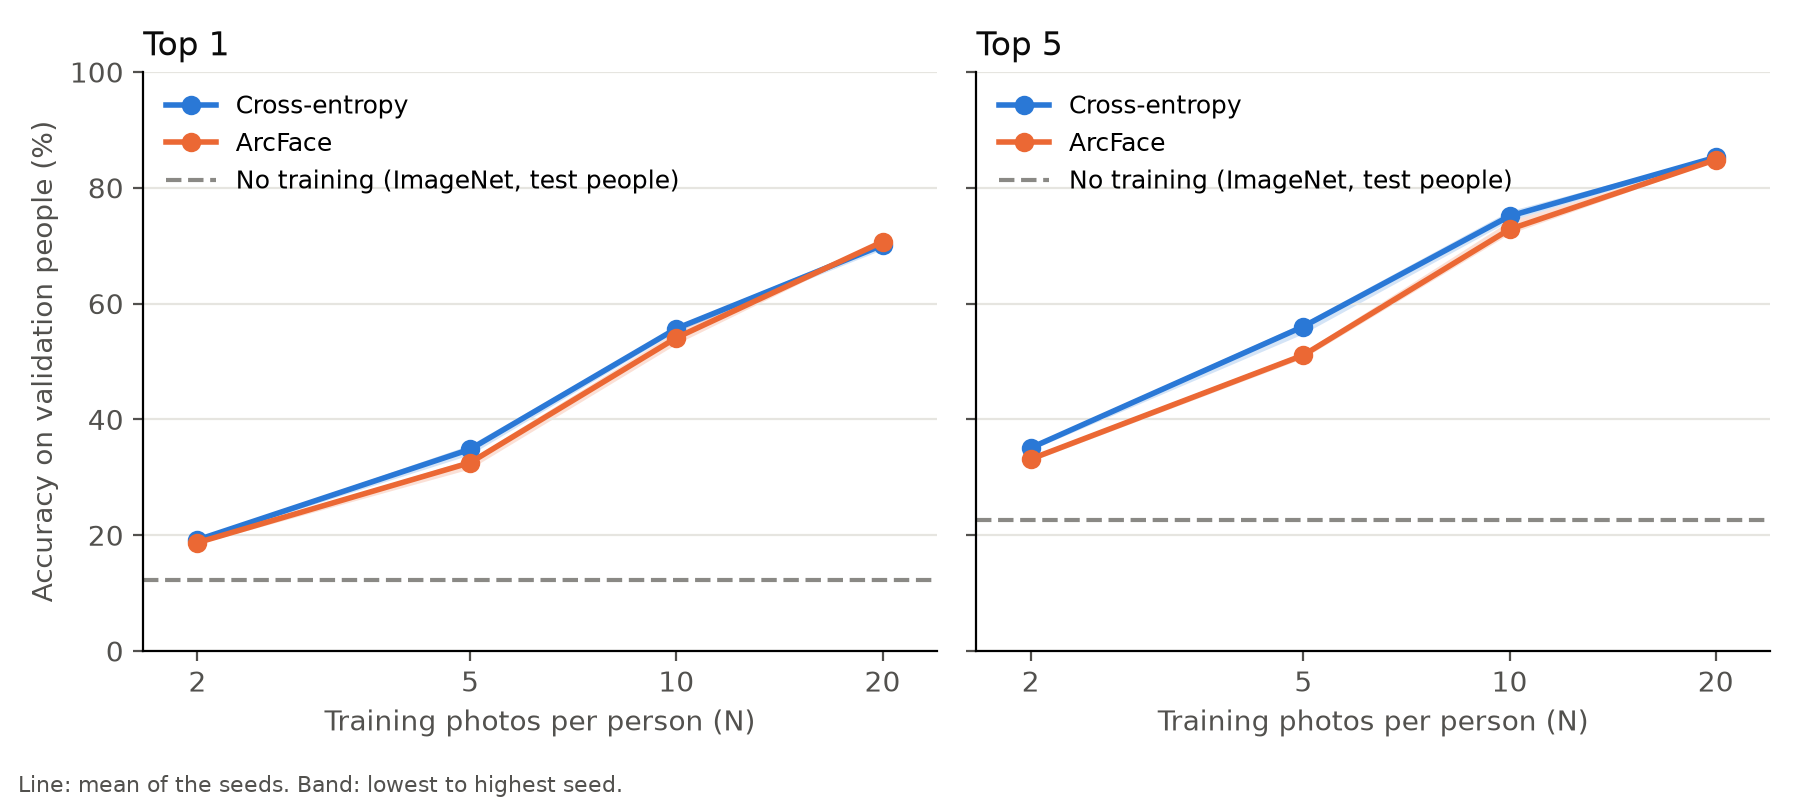 Top 1
Top 5
Accuracy on validation people (%)
100
80
60
40
20
0
Cross-entropy
ArcFace
No training (ImageNet, test people)
2 5 10 20
Training photos per person (N)
Cross-entropy
ArcFace
No training (ImageNet, test people)
2 5 10 20
Training photos per person (N)
Line: mean of the seeds. Band: lowest to highest seed.